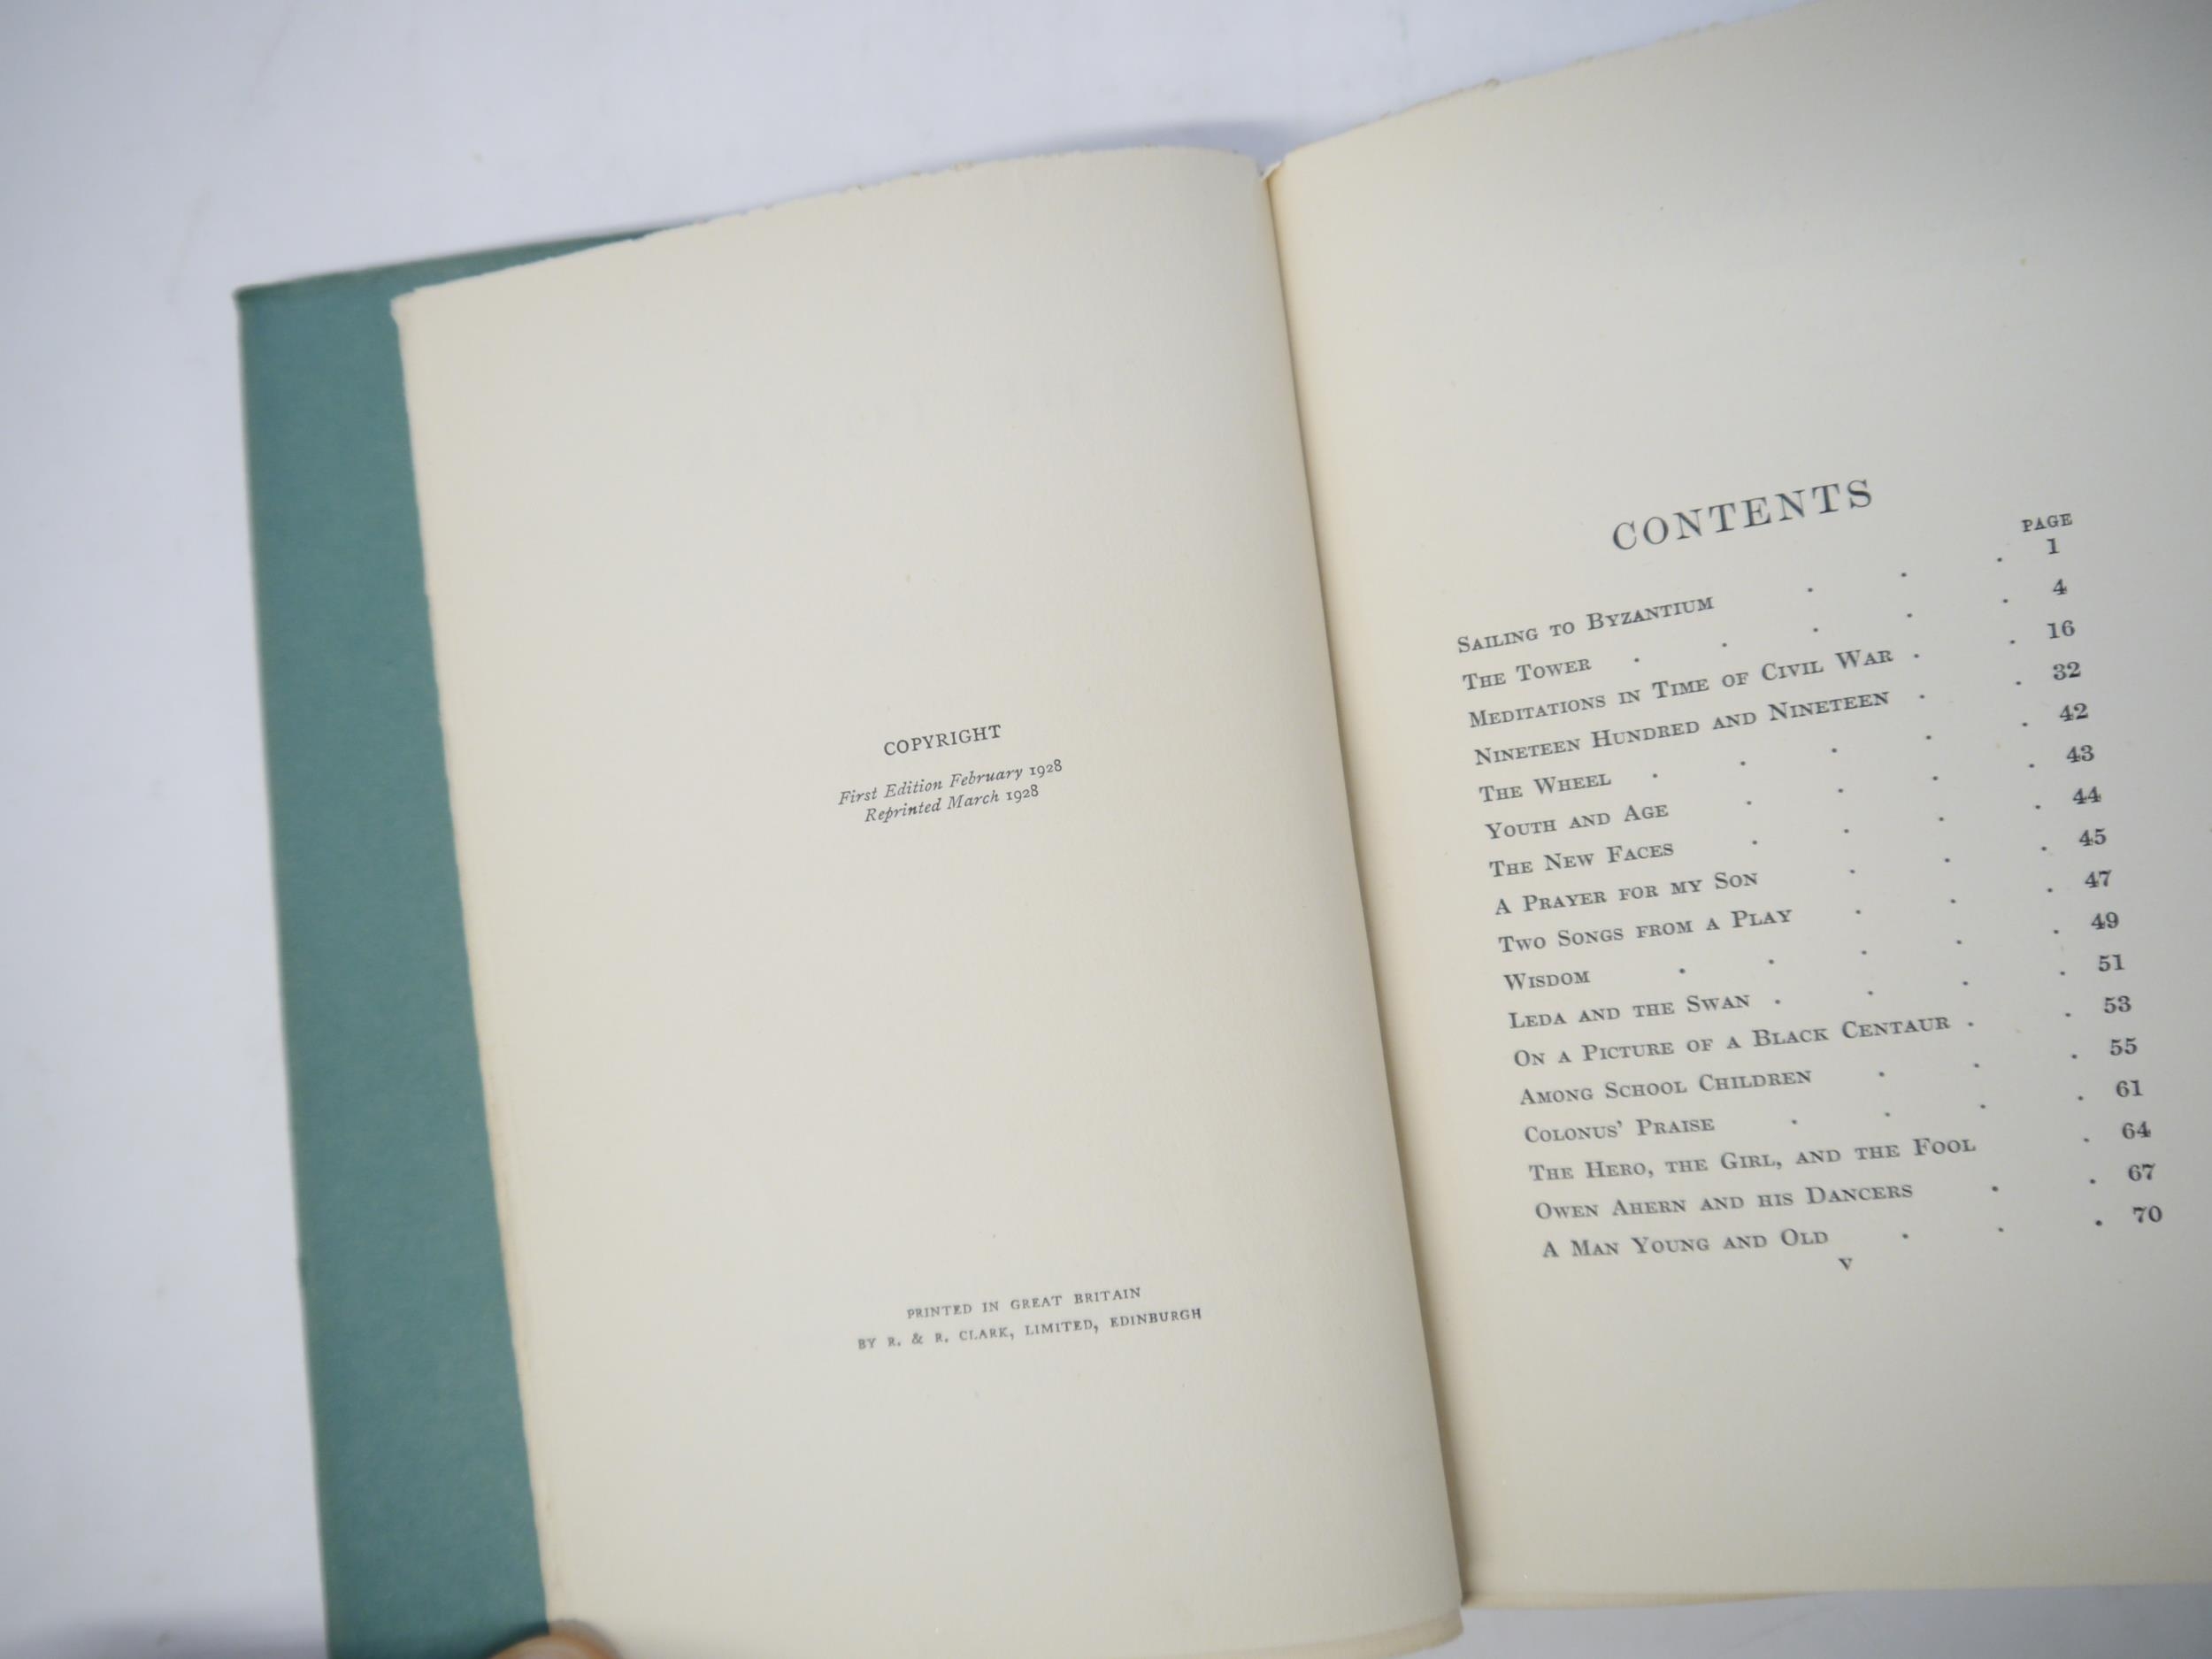 COPYRIGHT
First Edition February 1928
Reprinted March 1928
PRINTED IN GREAT BRITAIN
BY R. & R. CLARK, LIMITED, EDINBURGH
CONTENTS
PAGE
Sailing to Byzantium . . . 1
The Tower . . . . . 4
Meditations in Time of Civil War . . 16
Nineteen Hundred and Nineteen . . 32
The Wheel . . . . . 42
Youth and Age . . . . 43
The New Faces . . . . 44
A Prayer for my Son . . . 45
Two Songs from a Play . . . 47
Wisdom . . . . . 49
Leda and the Swan . . . . 51
On a Picture of a Black Centaur . . 53
Among School Children . . . 55
Colonus' Praise . . . . 61
The Hero, the Girl, and the Fool . 64
Owen Ahern and his Dancers . . 67
A Man Young and Old . . . 70
v